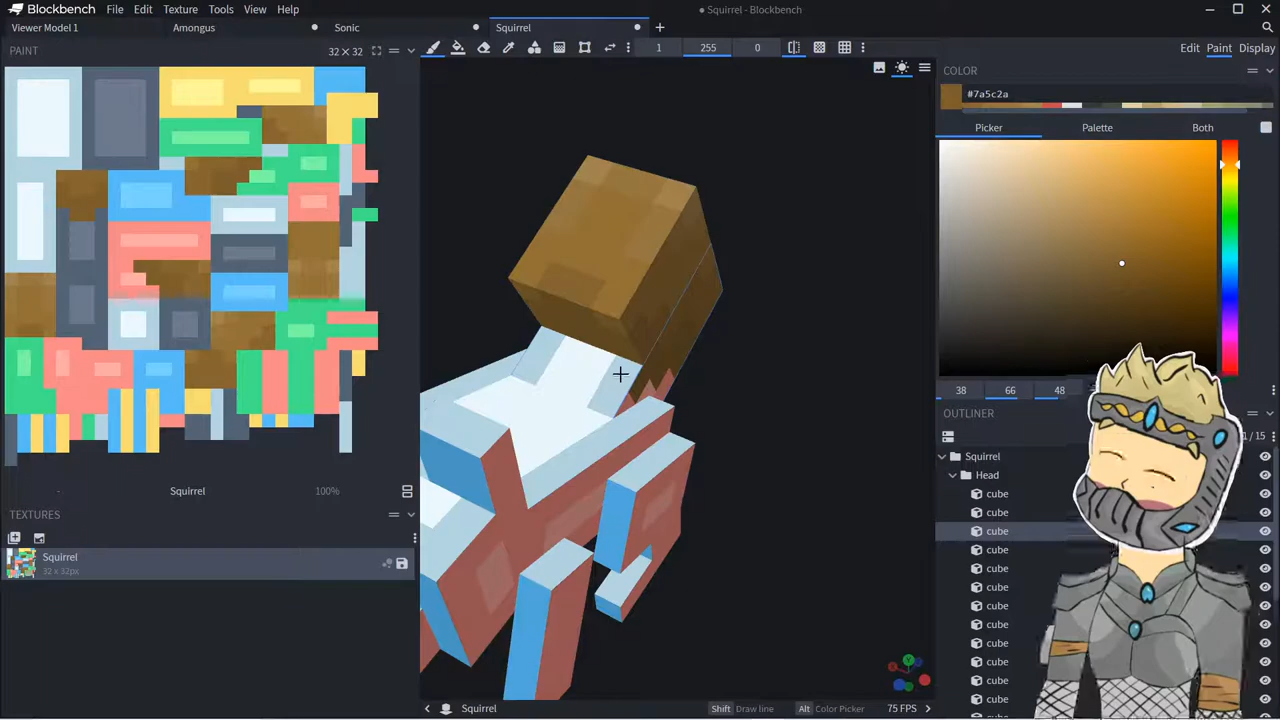 Blockbench File Edit Texture Tools View Help • Squirrel - Blockbench
Viewer Model 1 Amongus Sonic Squirrel
PAINT 32 × 32 1 255 0 Edit Paint Display
COLOR
#7a5c2a
Picker Palette Both
38 66 48
OUTLINER
1/15
Squirrel
Head
cube
cube
cube
cube
cube
cube
cube
cube
cube
cube
cube
cube
Squirrel 100%
TEXTURES
Squirrel
32 x 32px
Squirrel Shift Draw line Alt Color Picker 75 FPS